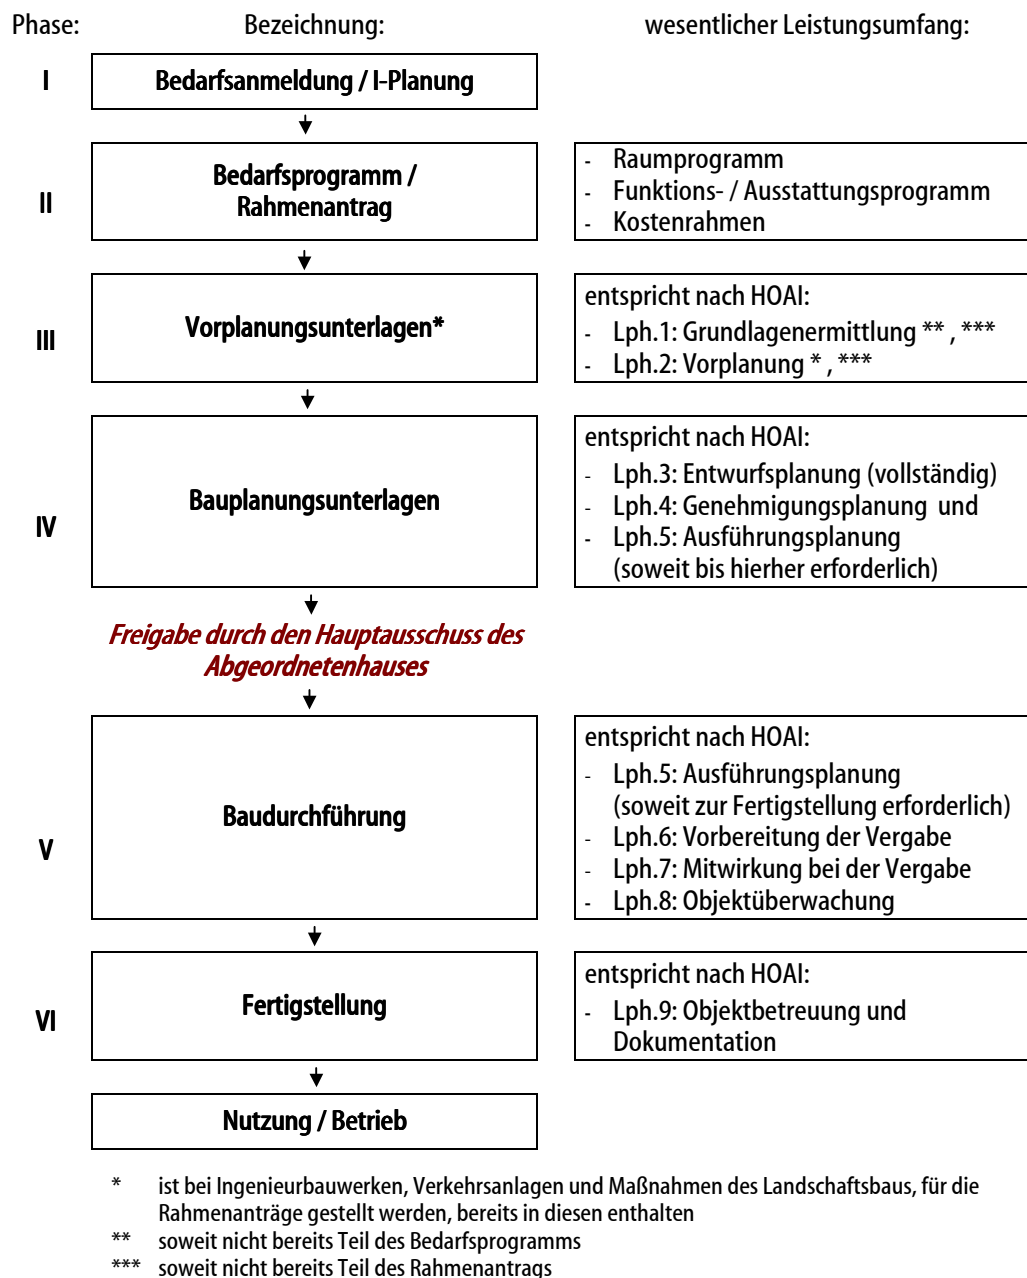 Phase: Bezeichnung: wesentlicher Leistungsumfang:
I Bedarfsanmeldung / I-Planung
II Bedarfsprogramm /
Rahmenantrag
- Raumprogramm
- Funktions- / Ausstattungsprogramm
- Kostenrahmen
III Vorplanungsunterlagen*
entspricht nach HOAI:
- Lph.1: Grundlagenermittlung ** , ***
- Lph.2: Vorplanung * , ***
IV Bauplanungsunterlagen
entspricht nach HOAI:
- Lph.3: Entwurfsplanung (vollständig)
- Lph.4: Genehmigungsplanung und
- Lph.5: Ausführungsplanung
(soweit bis hierher erforderlich)
Freigabe durch den Hauptausschuss des
Abgeordnetenhauses
V Baudurchführung
entspricht nach HOAI:
- Lph.5: Ausführungsplanung
(soweit zur Fertigstellung erforderlich)
- Lph.6: Vorbereitung der Vergabe
- Lph.7: Mitwirkung bei der Vergabe
- Lph.8: Objektüberwachung
VI Fertigstellung
entspricht nach HOAI:
- Lph.9: Objektbetreuung und
Dokumentation
Nutzung / Betrieb
* ist bei Ingenieurbauwerken, Verkehrsanlagen und Maßnahmen des Landschaftsbaus, für die
Rahmenanträge gestellt werden, bereits in diesen enthalten
** soweit nicht bereits Teil des Bedarfsprogramms
*** soweit nicht bereits Teil des Rahmenantrags